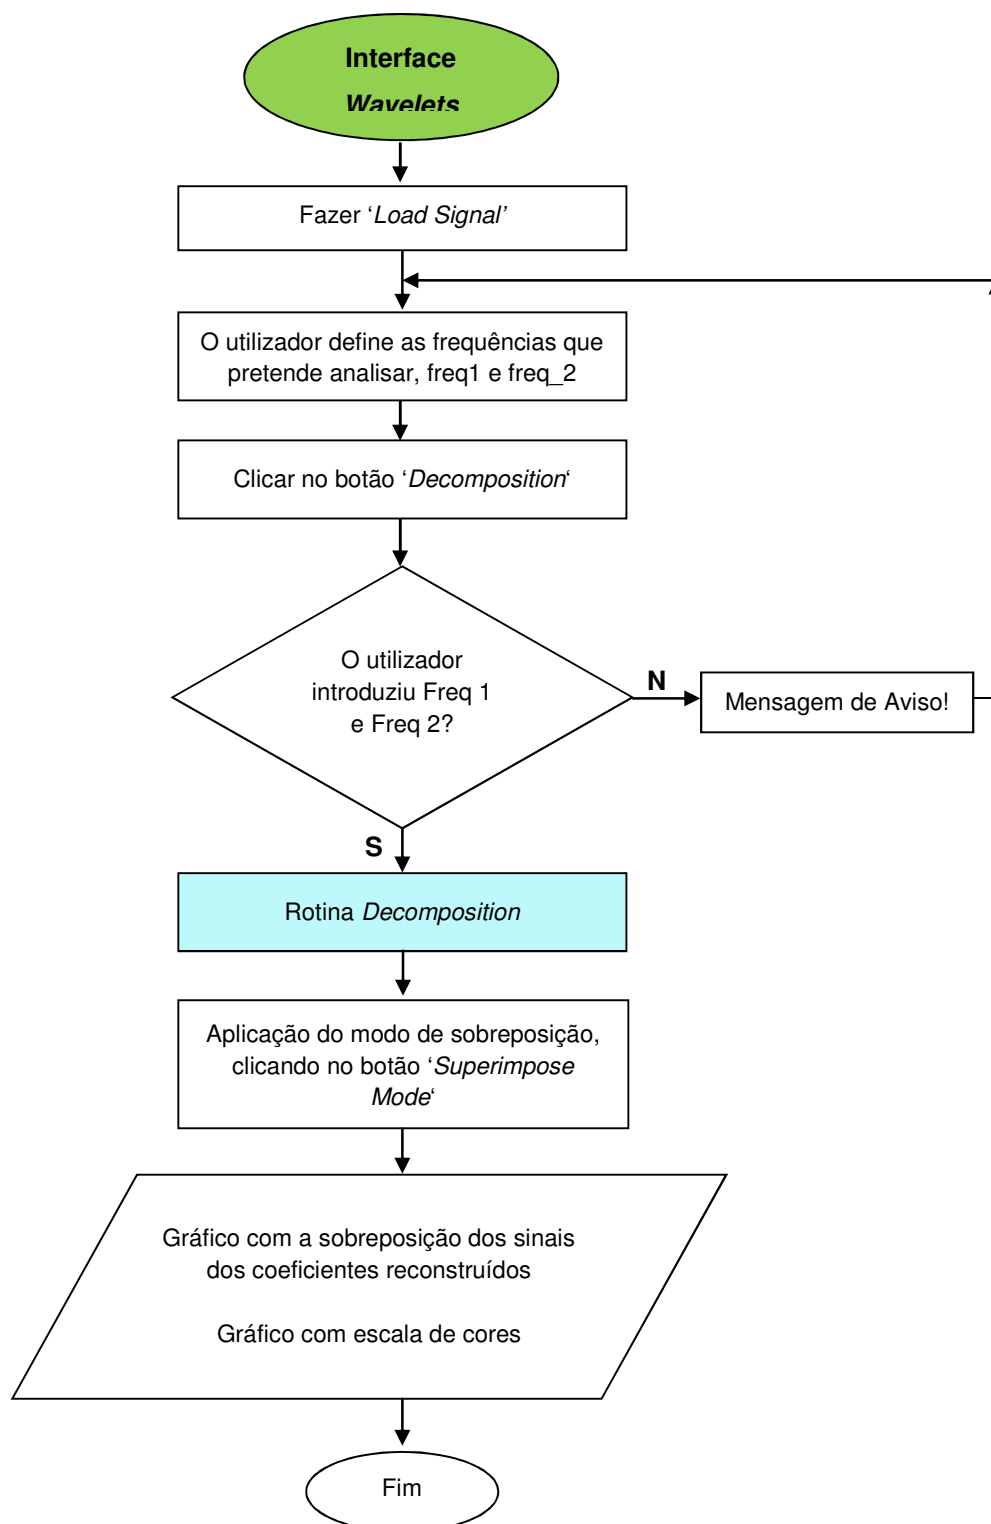 Interface
Wavelets
Fazer ‘Load Signal’
O utilizador define as frequências que
pretende analisar, freq1 e freq_2
Clicar no botão ‘Decomposition‘
O utilizador
introduziu Freq 1
e Freq 2?
N
Mensagem de Aviso!
S
Rotina Decomposition
Aplicação do modo de sobreposição,
clicando no botão ‘Superimpose
Mode‘
Gráfico com a sobreposição dos sinais
dos coeficientes reconstruídos
Gráfico com escala de cores
Fim